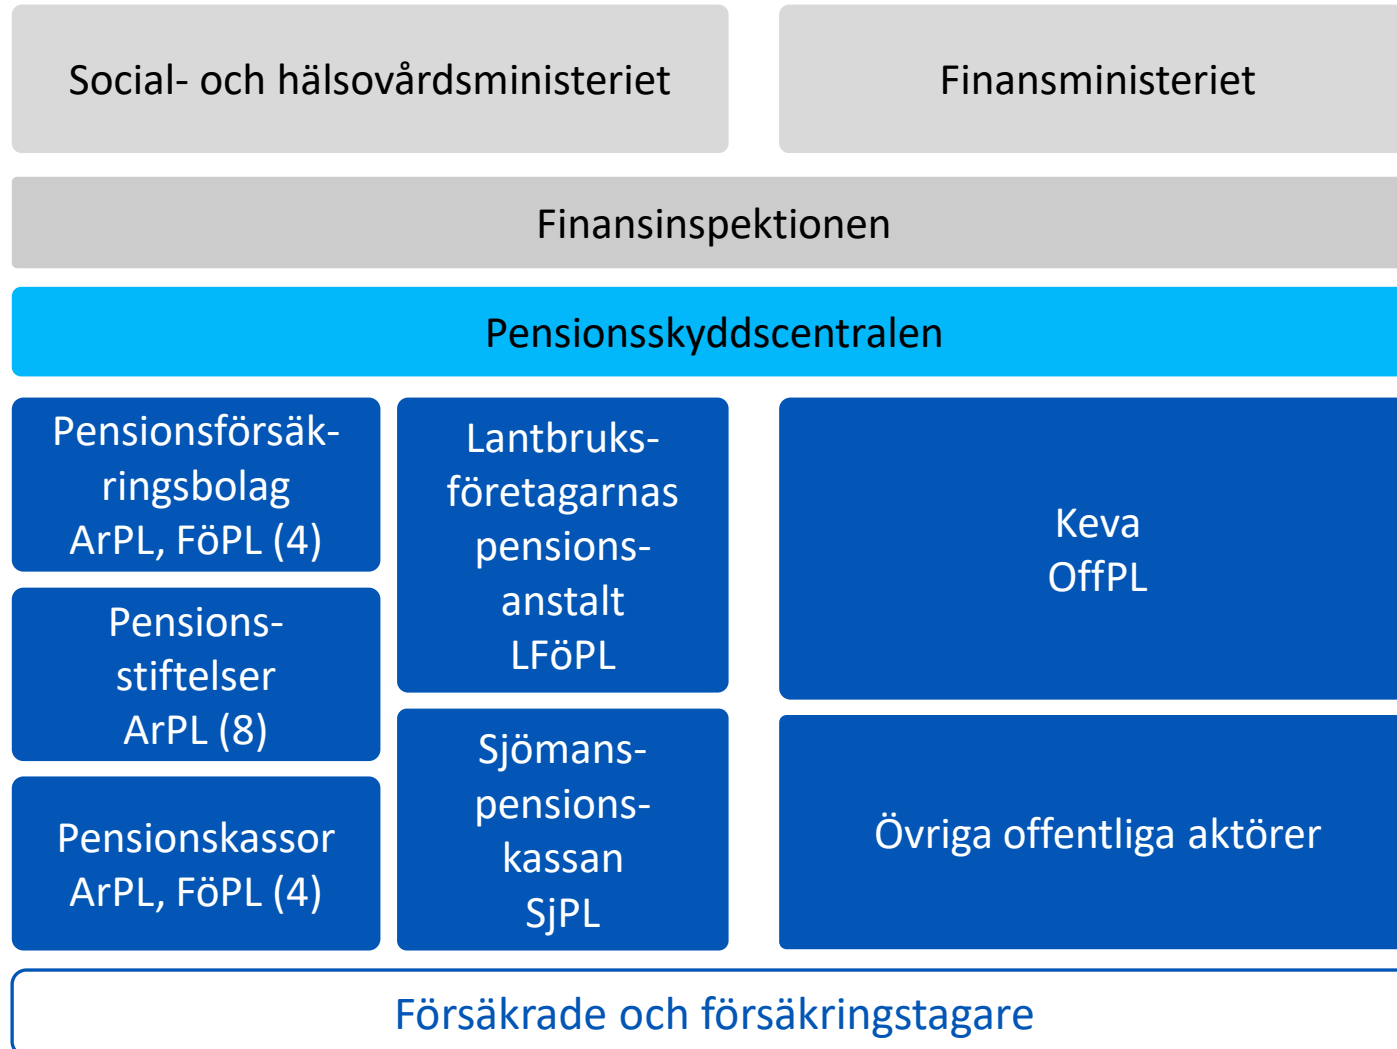 Social- och hälsovårdsministeriet
Finansministeriet
Finansinspektionen
Pensionsskyddscentralen
Pensionsförsäk-
ringsbolag
ArPL, FöPL (4)
Pensions-
stiftelser
ArPL (8)
Pensionskassor
ArPL, FöPL (4)
Lantbruks-
företagarnas
pensions-
anstalt
LFöPL
Sjömans-
pensions-
kassan
SjPL
Keva
OffPL
Övriga offentliga aktörer
Försäkrade och försäkringstagare